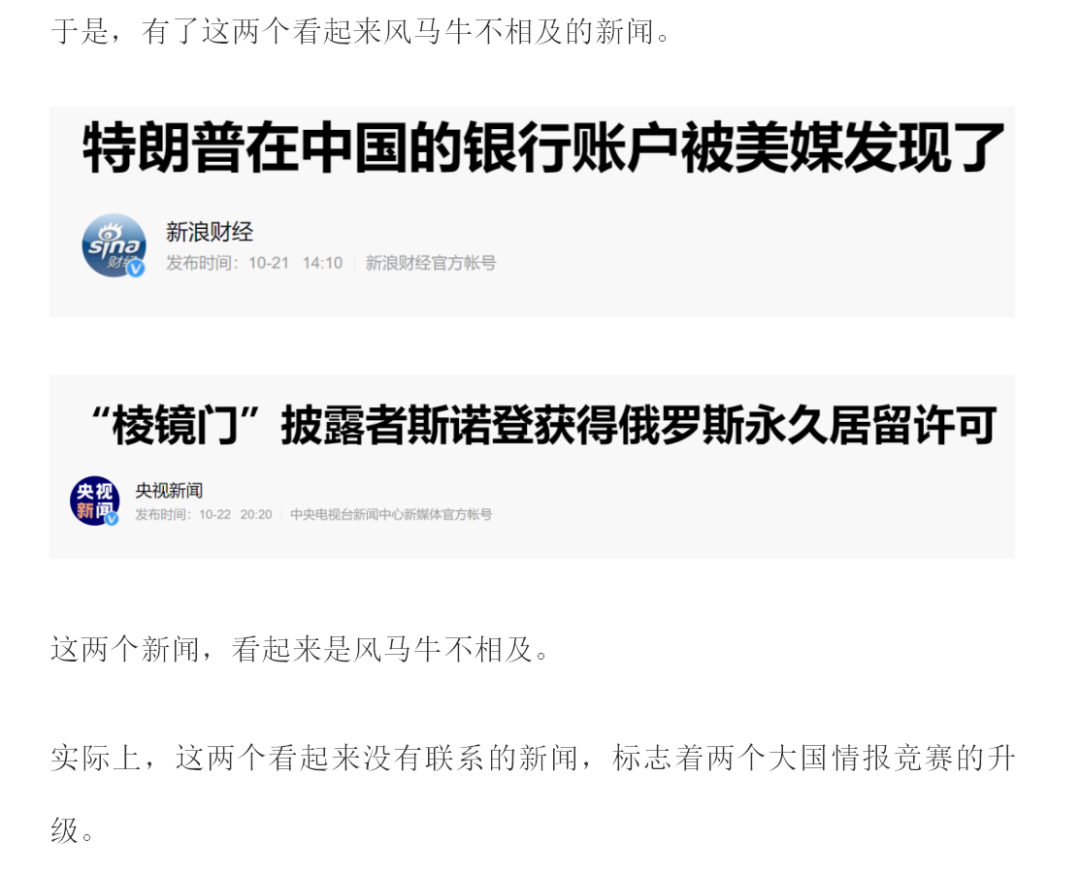 于是，有了这两个看起来风马牛不相及的新闻。
特朗普在中国的银行账户被美媒发现了
sina
财经
新浪财经
发布时间：10-21 14:10 新浪财经官方帐号
“棱镜门”披露者斯诺登获得俄罗斯永久居留许可
央视
新闻
央视新闻
发布时间：10-22 20:20 中央电视台新闻中心新媒体官方帐号
这两个新闻，看起来是风马牛不相及。
实际上，这两个看起来没有联系的新闻，标志着两个大国情报竞赛的升
级。